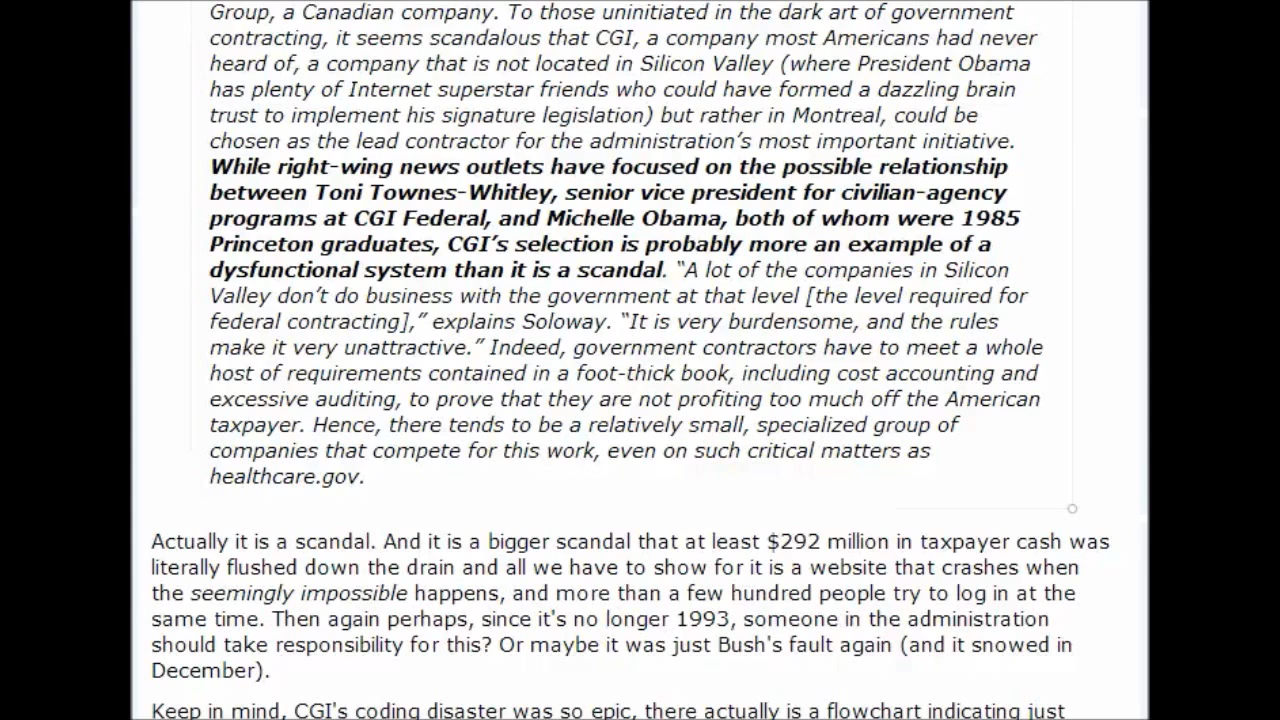 Group, a Canadian company. To those uninitiated in the dark art of government
contracting, it seems scandalous that CGI, a company most Americans had never
heard of, a company that is not located in Silicon Valley (where President Obama
has plenty of Internet superstar friends who could have formed a dazzling brain
trust to implement his signature legislation) but rather in Montreal, could be
chosen as the lead contractor for the administration’s most important initiative.
While right-wing news outlets have focused on the possible relationship
between Toni Townes-Whitley, senior vice president for civilian-agency
programs at CGI Federal, and Michelle Obama, both of whom were 1985
Princeton graduates, CGI’s selection is probably more an example of a
dysfunctional system than it is a scandal. “A lot of the companies in Silicon
Valley don’t do business with the government at that level [the level required for
federal contracting],” explains Soloway. “It is very burdensome, and the rules
make it very unattractive.” Indeed, government contractors have to meet a whole
host of requirements contained in a foot-thick book, including cost accounting and
excessive auditing, to prove that they are not profiting too much off the American
taxpayer. Hence, there tends to be a relatively small, specialized group of
companies that compete for this work, even on such critical matters as
healthcare.gov.
Actually it is a scandal. And it is a bigger scandal that at least $292 million in taxpayer cash was
literally flushed down the drain and all we have to show for it is a website that crashes when
the seemingly impossible happens, and more than a few hundred people try to log in at the
same time. Then again perhaps, since it's no longer 1993, someone in the administration
should take responsibility for this? Or maybe it was just Bush's fault again (and it snowed in
December).
Keep in mind, CGI's coding disaster was so epic, there actually is a flowchart indicating just